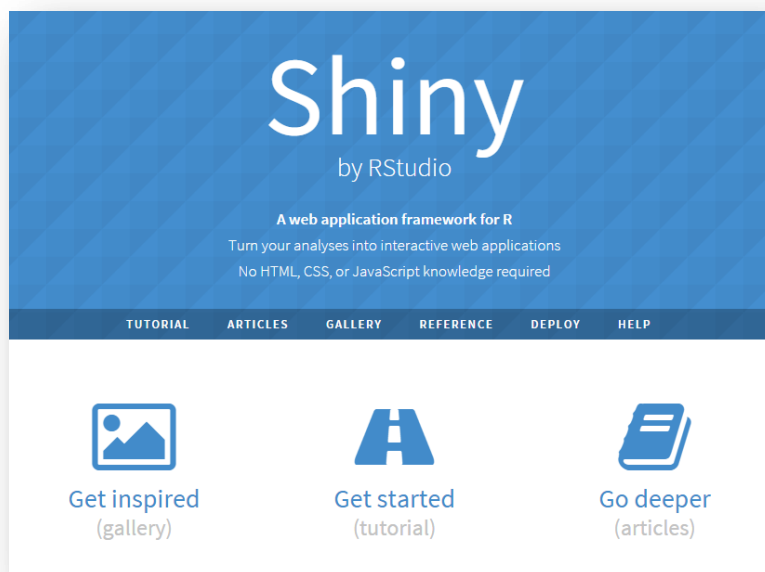 Shiny
by RStudio
A web application framework for R
Turn your analyses into interactive web applications
No HTML, CSS, or JavaScript knowledge required
TUTORIAL ARTICLES GALLERY REFERENCE DEPLOY HELP
Get inspired Get started Go deeper
(gallery) (tutorial) (articles)